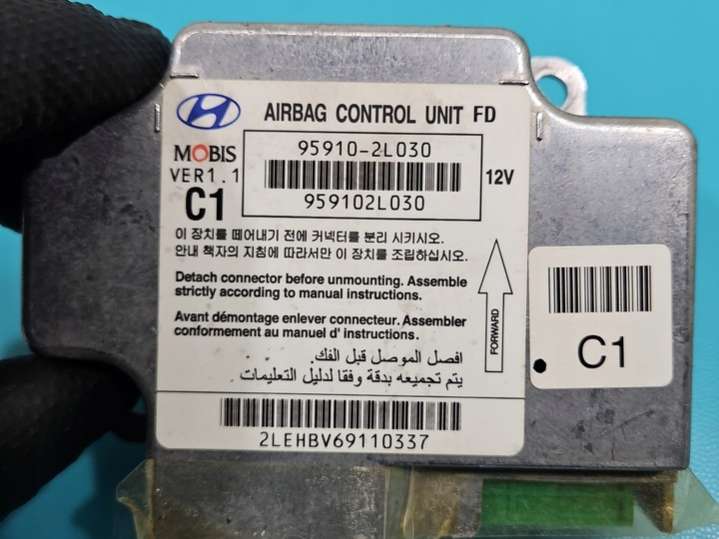 AIRBAG CONTROL UNIT FD
MOBIS
VER1.1
C1
95910-2L030
959102L030
12V
이 장치를 떼어내기 전에 커넥터를 분리 시키시오.
안내 책자의 지침에 따라서만 이 장치를 조립하십시오.
Detach connector before unmounting. Assemble
strictly according to manual instructions.
Avant démontage enlever connecteur. Assembler
conformement au manuel d' instructions.
افصل الموصل قبل الفك.
يتم تجميعه بدقة وفقا لدليل التعليمات
FORWARD
2LEHBV69110337
C1